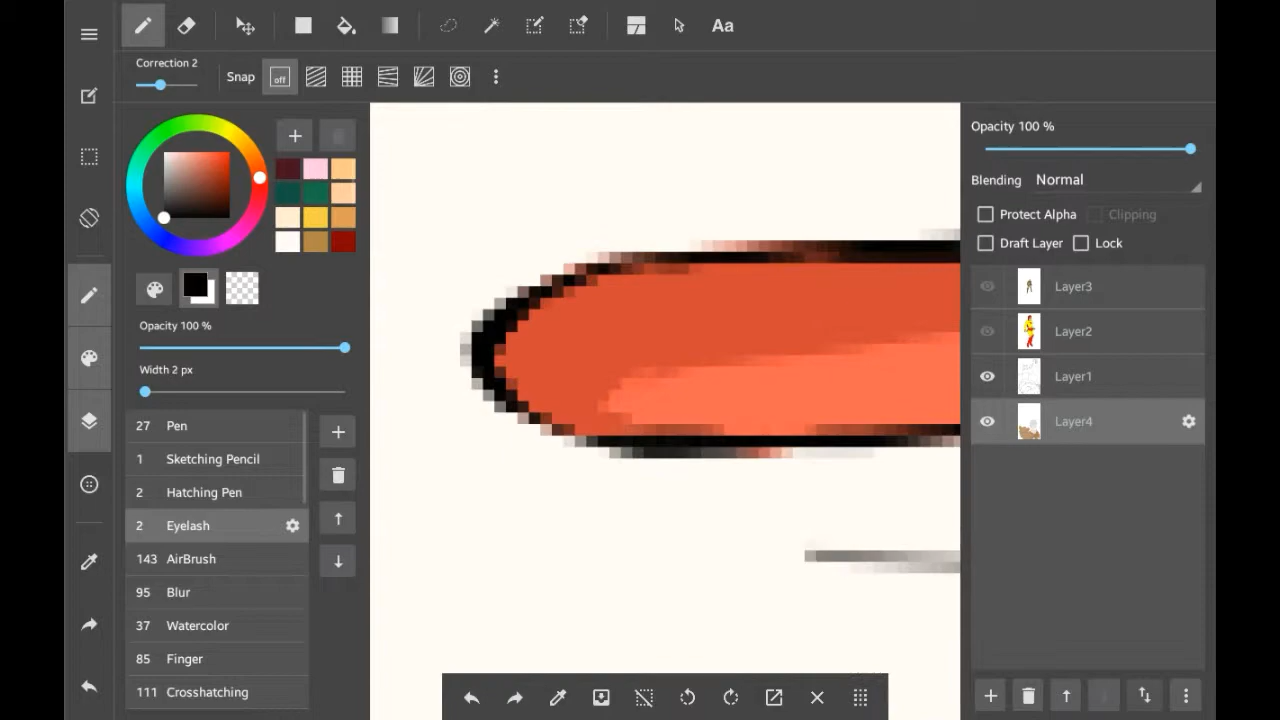 Aa
Correction 2
Snap
off
Opacity 100 %
Width 2 px
27 Pen
1 Sketching Pencil
2 Hatching Pen
2 Eyelash
143 AirBrush
95 Blur
37 Watercolor
85 Finger
111 Crosshatching
Opacity 100 %
Blending Normal
Protect Alpha Clipping
Draft Layer Lock
Layer3
Layer2
Layer1
Layer4